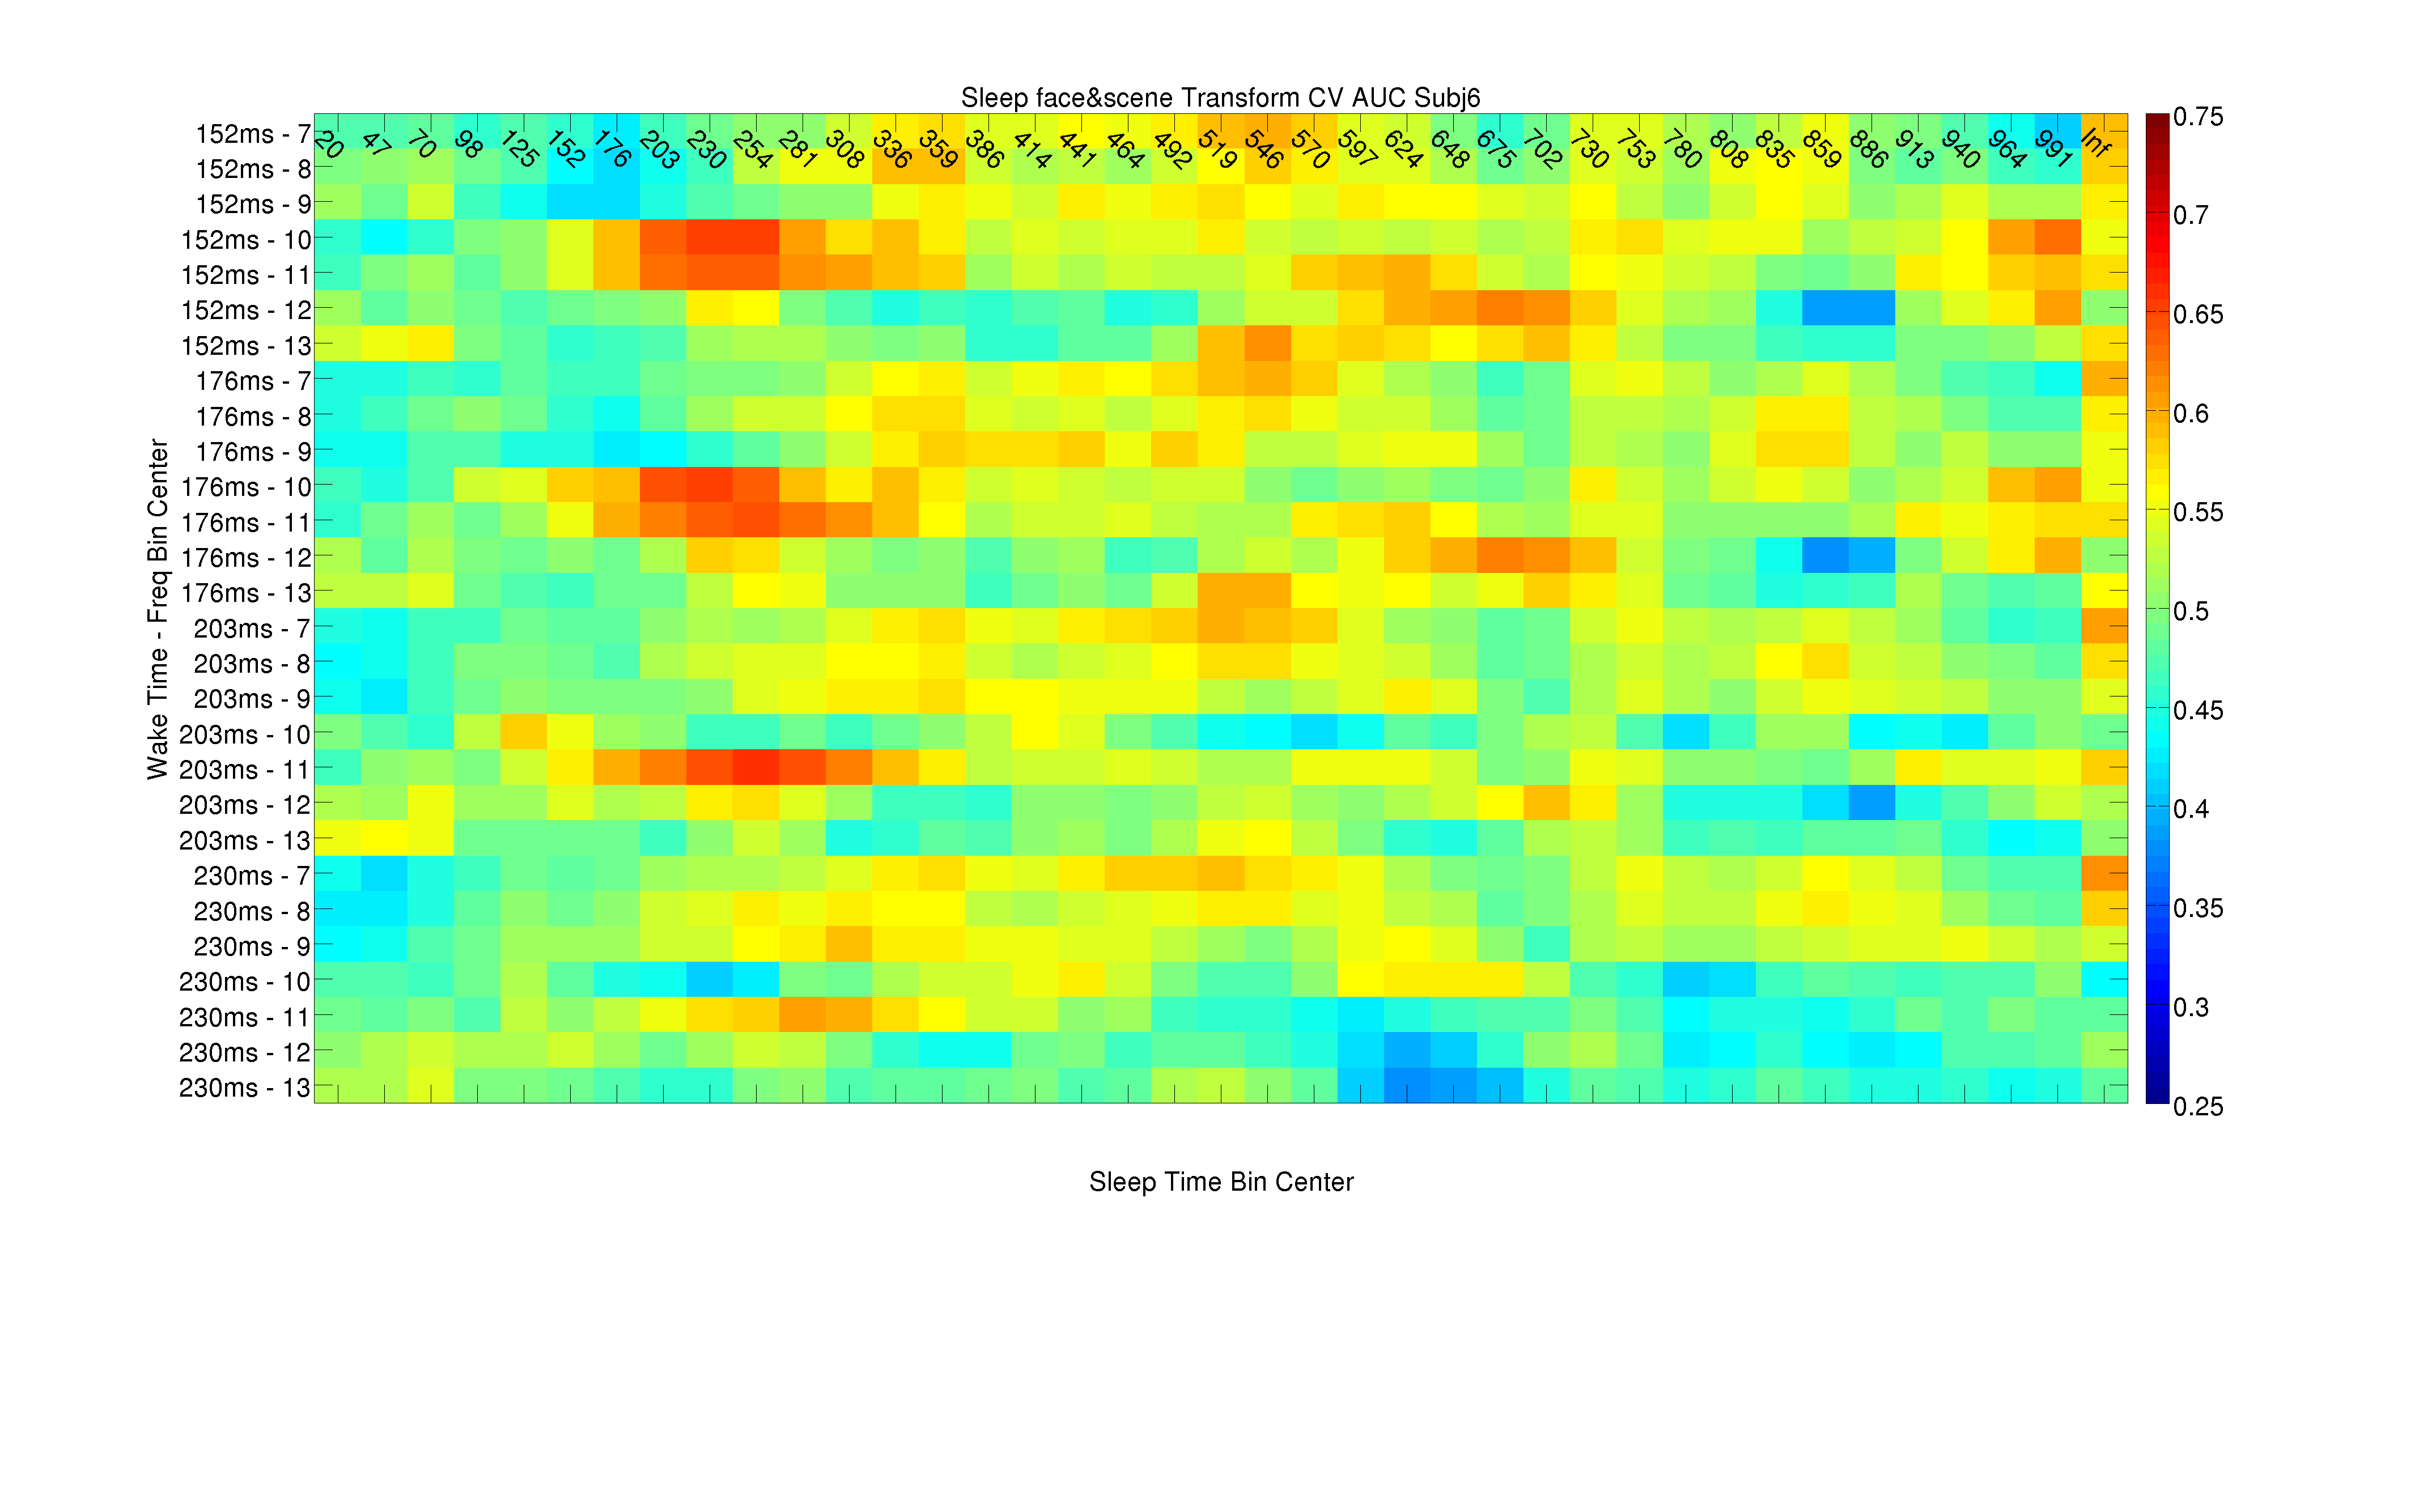 Sleep face&scene Transform CV AUC Subj6
20 47 70 98 125 152 176 203 230 254 281 308 336 359 386 414 441 464 492 519 546 570 597 624 648 675 702 730 753 780 808 835 859 886 913 940 964 991 Inf
152ms - 7
152ms - 8
152ms - 9
152ms - 10
152ms - 11
152ms - 12
152ms - 13
176ms - 7
176ms - 8
176ms - 9
176ms - 10
176ms - 11
176ms - 12
176ms - 13
203ms - 7
203ms - 8
203ms - 9
203ms - 10
203ms - 11
203ms - 12
203ms - 13
230ms - 7
230ms - 8
230ms - 9
230ms - 10
230ms - 11
230ms - 12
230ms - 13
Wake Time - Freq Bin Center
0.75
0.7
0.65
0.6
0.55
0.5
0.45
0.4
0.35
0.3
0.25
Sleep Time Bin Center